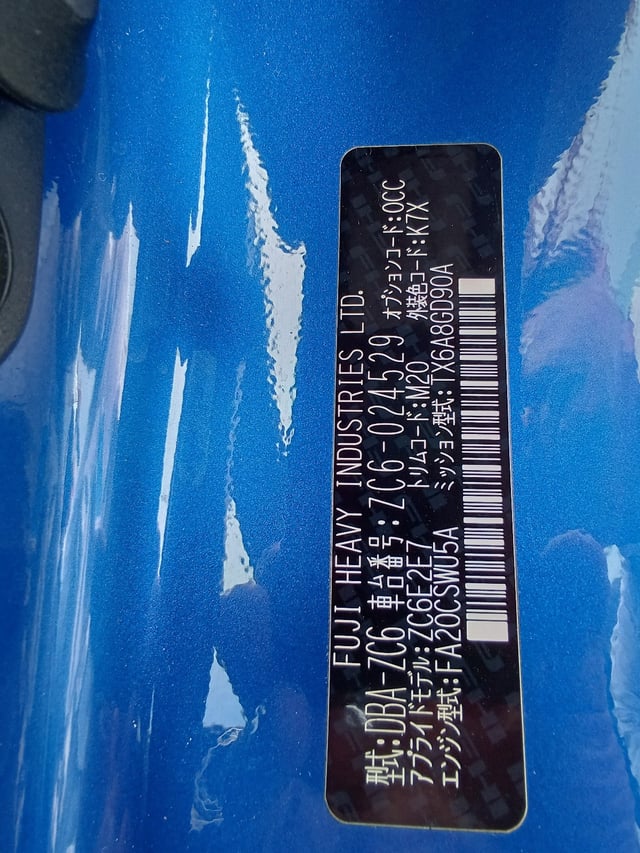 FUJI HEAVY INDUSTRIES LTD.
型式:DBA-ZC6 車台番号:ZC6-024529 オプションコード:OCC
アプライドモデル:ZC6E2E7 トリムコード:M20 外装色コード:K7X
エンジン型式:FA20CSWU5A ミッション型式:TX6A8GD90A